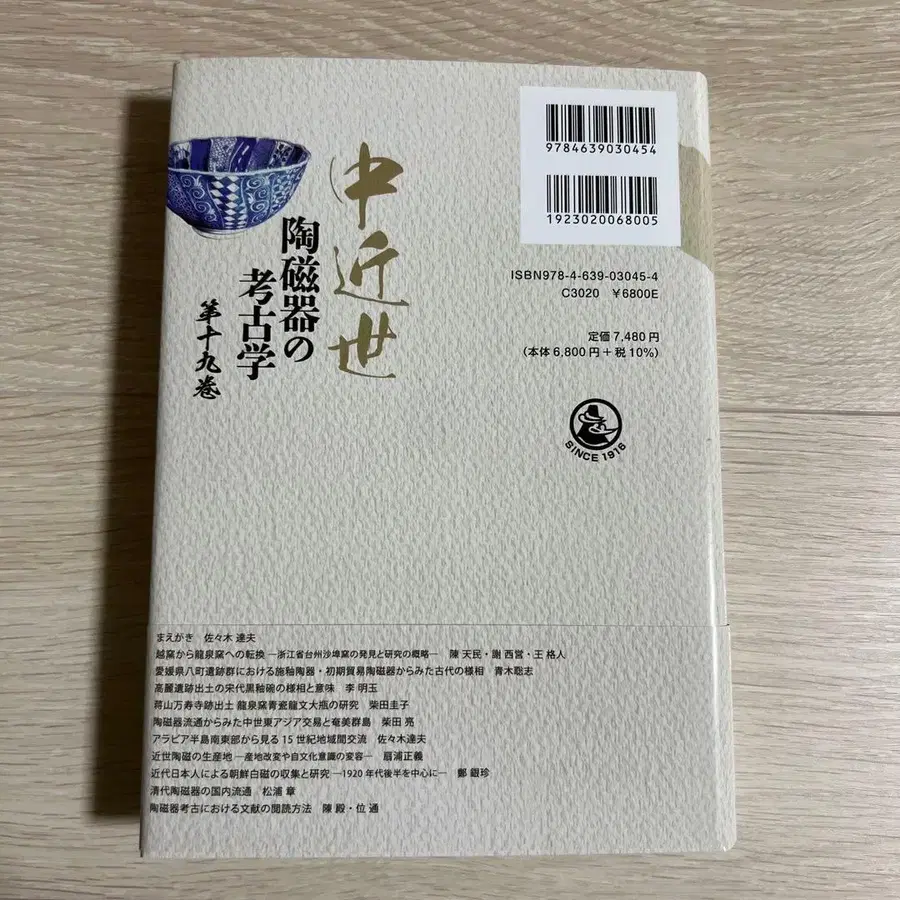 中近世
陶磁器の
考古学
第十九巻
9784639030454
1923020068005
ISBN978-4-639-03045-4
C3020 ¥6800E
定価7,480円
（本体6,800円＋税10%）
SINCE 1916
まえがき 佐々木 達夫
越窯から龍泉窯への転換 ―浙江省台州沙埠窯の発見と研究の概略― 陳 天民・謝 西営・王 格人
愛媛県八町遺跡群における施釉陶器・初期貿易陶磁器からみた古代の様相 青木聡志
高麗遺跡出土の宋代黒釉碗の様相と意味 李 明玉
蒋山万寿寺跡出土 龍泉窯青瓷龍文大瓶の研究 柴田圭子
陶磁器流通からみた中世東アジア交易と奄美群島 柴田 亮
アラビア半島南東部から見る15世紀地域間交流 佐々木達夫
近世陶磁の生産地 ―産地改変や自文化意識の変容― 扇浦正義
近代日本人による朝鮮白磁の収集と研究 ―1920年代後半を中心に― 鄭 銀珍
清代陶磁器の国内流通 松浦 章
陶磁器考古における文献の閲読方法 陳 殿・位 通